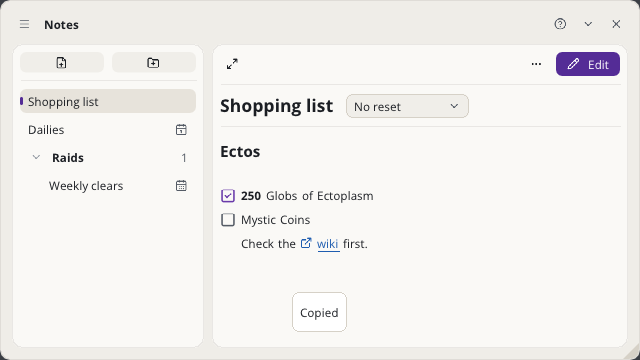 Notes
Shopping list
Dailies
Raids 1
Weekly clears
Edit
Shopping list No reset
Ectos
250 Globs of Ectoplasm
Mystic Coins
Check the wiki first.
Copied